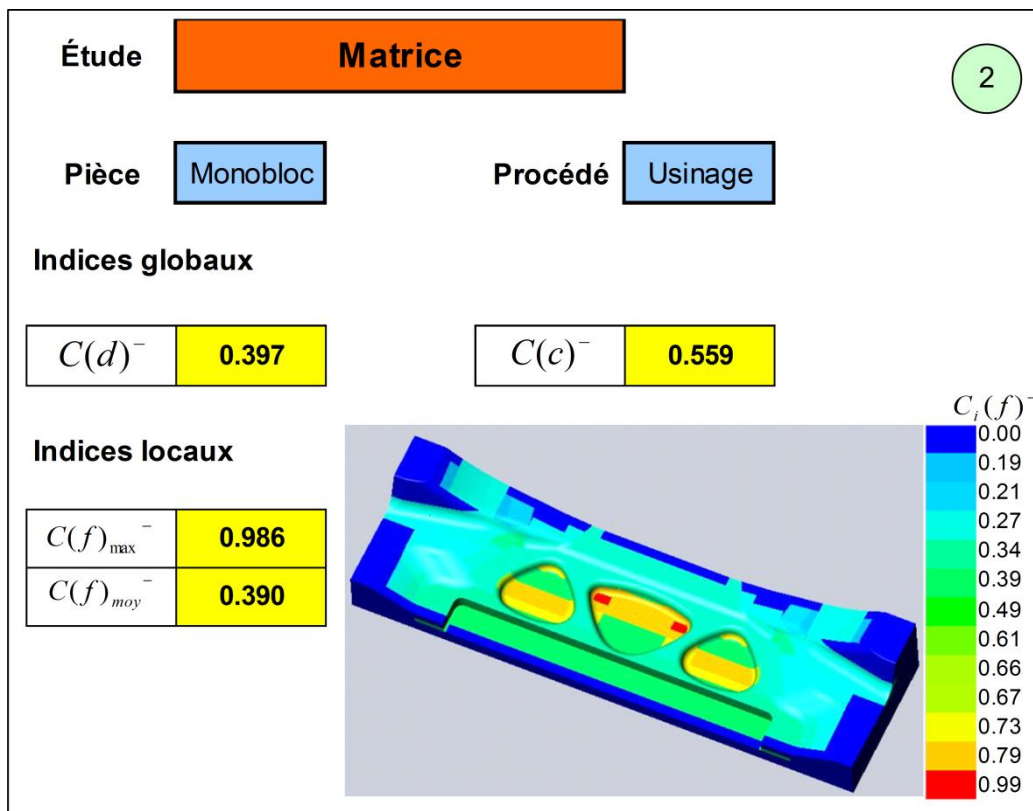 Étude Matrice
2
Pièce Monobloc Procédé Usinage
Indices globaux
C(d)⁻ 0.397 C(c)⁻ 0.559
Indices locaux
C(f)max⁻ 0.986
C(f)moy⁻ 0.390
Ci(f)⁻
0.00
0.19
0.21
0.27
0.34
0.39
0.49
0.61
0.66
0.67
0.73
0.79
0.99